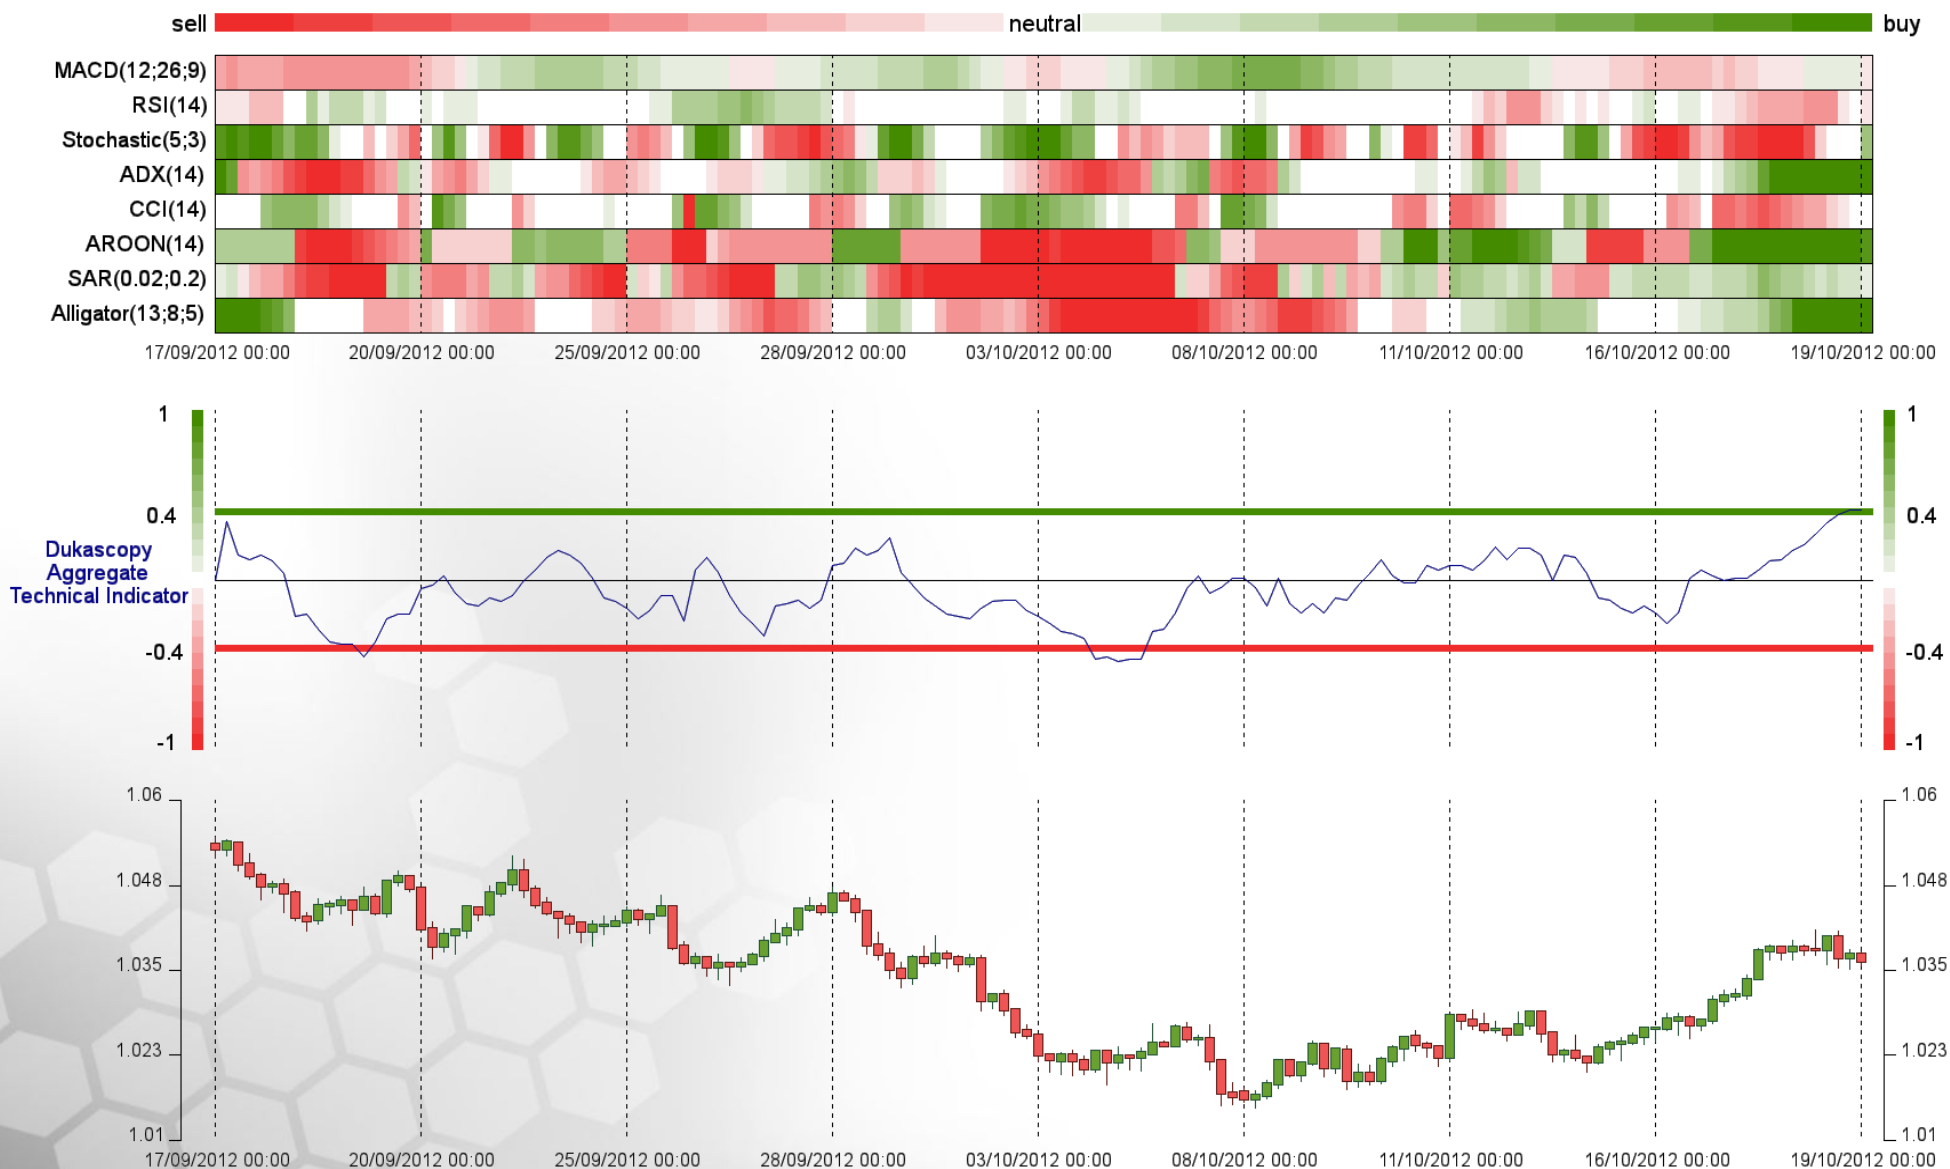 sell neutral buy
MACD(12;26;9)
RSI(14)
Stochastic(5;3)
ADX(14)
CCI(14)
AROON(14)
SAR(0.02;0.2)
Alligator(13;8;5)
17/09/2012 00:00 20/09/2012 00:00 25/09/2012 00:00 28/09/2012 00:00 03/10/2012 00:00 08/10/2012 00:00 11/10/2012 00:00 16/10/2012 00:00 19/10/2012 00:00
1 1
0.4 0.4
Dukascopy
Aggregate
Technical Indicator
-0.4 -0.4
-1 -1
1.06 1.06
1.048 1.048
1.035 1.035
1.023 1.023
1.01 1.01
17/09/2012 00:00 20/09/2012 00:00 25/09/2012 00:00 28/09/2012 00:00 03/10/2012 00:00 08/10/2012 00:00 11/10/2012 00:00 16/10/2012 00:00 19/10/2012 00:00